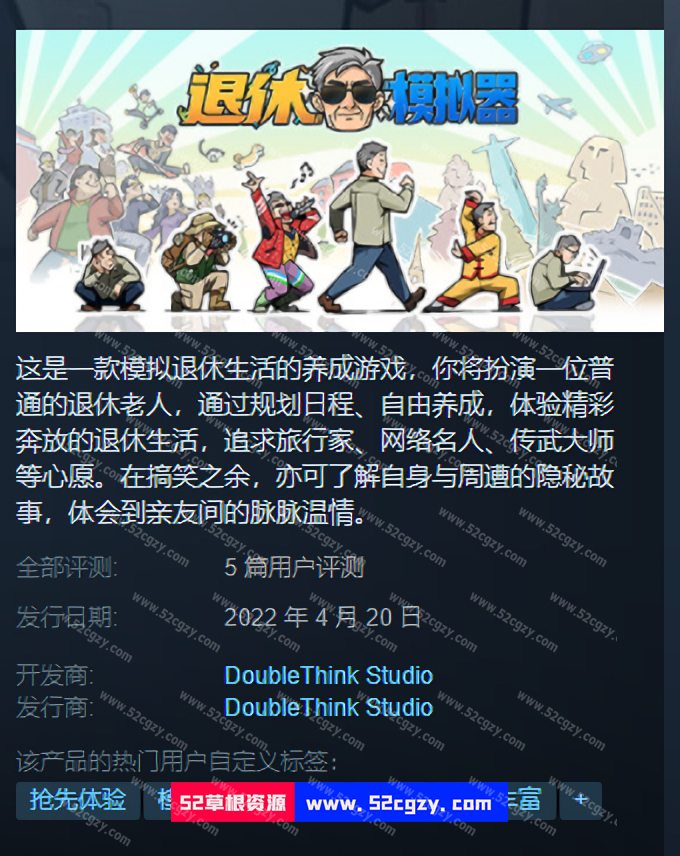 退休模拟器
这是一款模拟退休生活的养成游戏，你将扮演一位普
通的退休老人，通过规划日程、自由养成，体验精彩
奔放的退休生活，追求旅行家、网络名人、传武大师
等心愿。在搞笑之余，亦可了解自身与周遭的隐秘故
事，体会到亲友间的脉脉温情。
全部评测: 5 篇用户评测
发行日期: 2022 年 4 月 20 日
开发商: DoubleThink Studio
发行商: DoubleThink Studio
该产品的热门用户自定义标签:
抢先体验 52草根资源 www.52cgzy.com 富 +
www.52cgzy.com